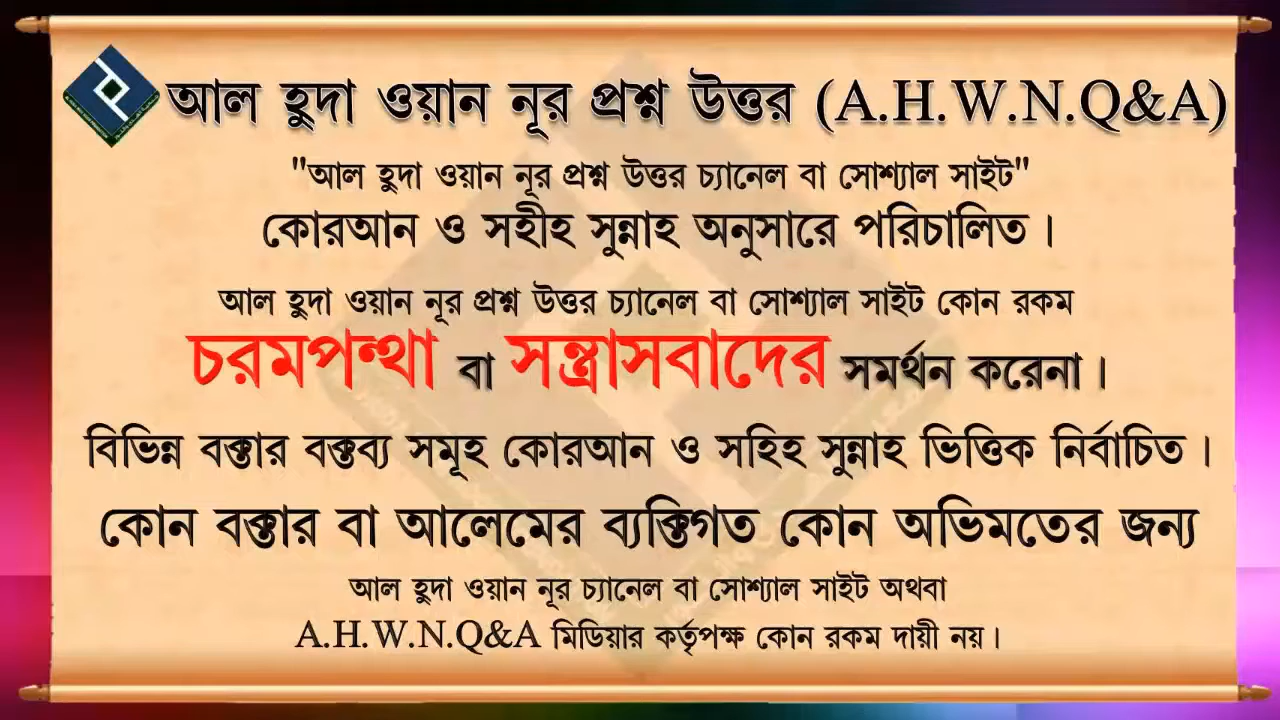 আল হুদা ওয়ান নূর প্রশ্ন উত্তর (A.H.W.N.Q&A)
"আল হুদা ওয়ান নূর প্রশ্ন উত্তর চ্যানেল বা সোশ্যাল সাইট"
কোরআন ও সহীহ সুন্নাহ অনুসারে পরিচালিত।
আল হুদা ওয়ান নূর প্রশ্ন উত্তর চ্যানেল বা সোশ্যাল সাইট কোন রকম
চরমপন্থা বা সন্ত্রাসবাদের সমর্থন করেনা।
বিভিন্ন বক্তার বক্তব্য সমূহ কোরআন ও সহিহ সুন্নাহ ভিত্তিক নির্বাচিত।
কোন বক্তার বা আলেমের ব্যক্তিগত কোন অভিমতের জন্য
আল হুদা ওয়ান নূর চ্যানেল বা সোশ্যাল সাইট অথবা
A.H.W.N.Q&A মিডিয়ার কর্তৃপক্ষ কোন রকম দায়ী নয়।